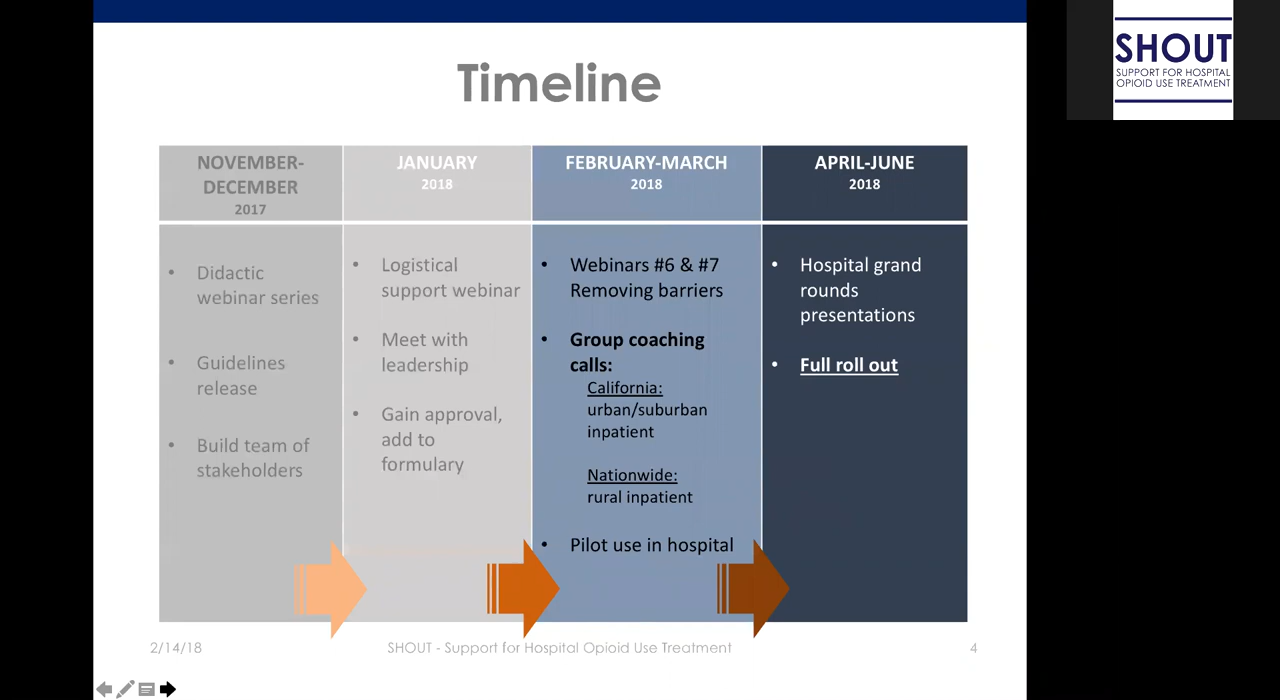 Timeline
NOVEMBER-
DECEMBER
2017
• Didactic
webinar series
• Guidelines
release
• Build team of
stakeholders
JANUARY
2018
• Logistical
support webinar
• Meet with
leadership
• Gain approval,
add to
formulary
FEBRUARY-MARCH
2018
• Webinars #6 & #7
Removing barriers
• Group coaching
calls:
California:
urban/suburban
inpatient
Nationwide:
rural inpatient
• Pilot use in hospital
APRIL-JUNE
2018
• Hospital grand
rounds
presentations
• Full roll out
2/14/18
SHOUT - Support for Hospital Opioid Use Treatment
4
SHOUT
SUPPORT FOR HOSPITAL
OPIOID USE TREATMENT